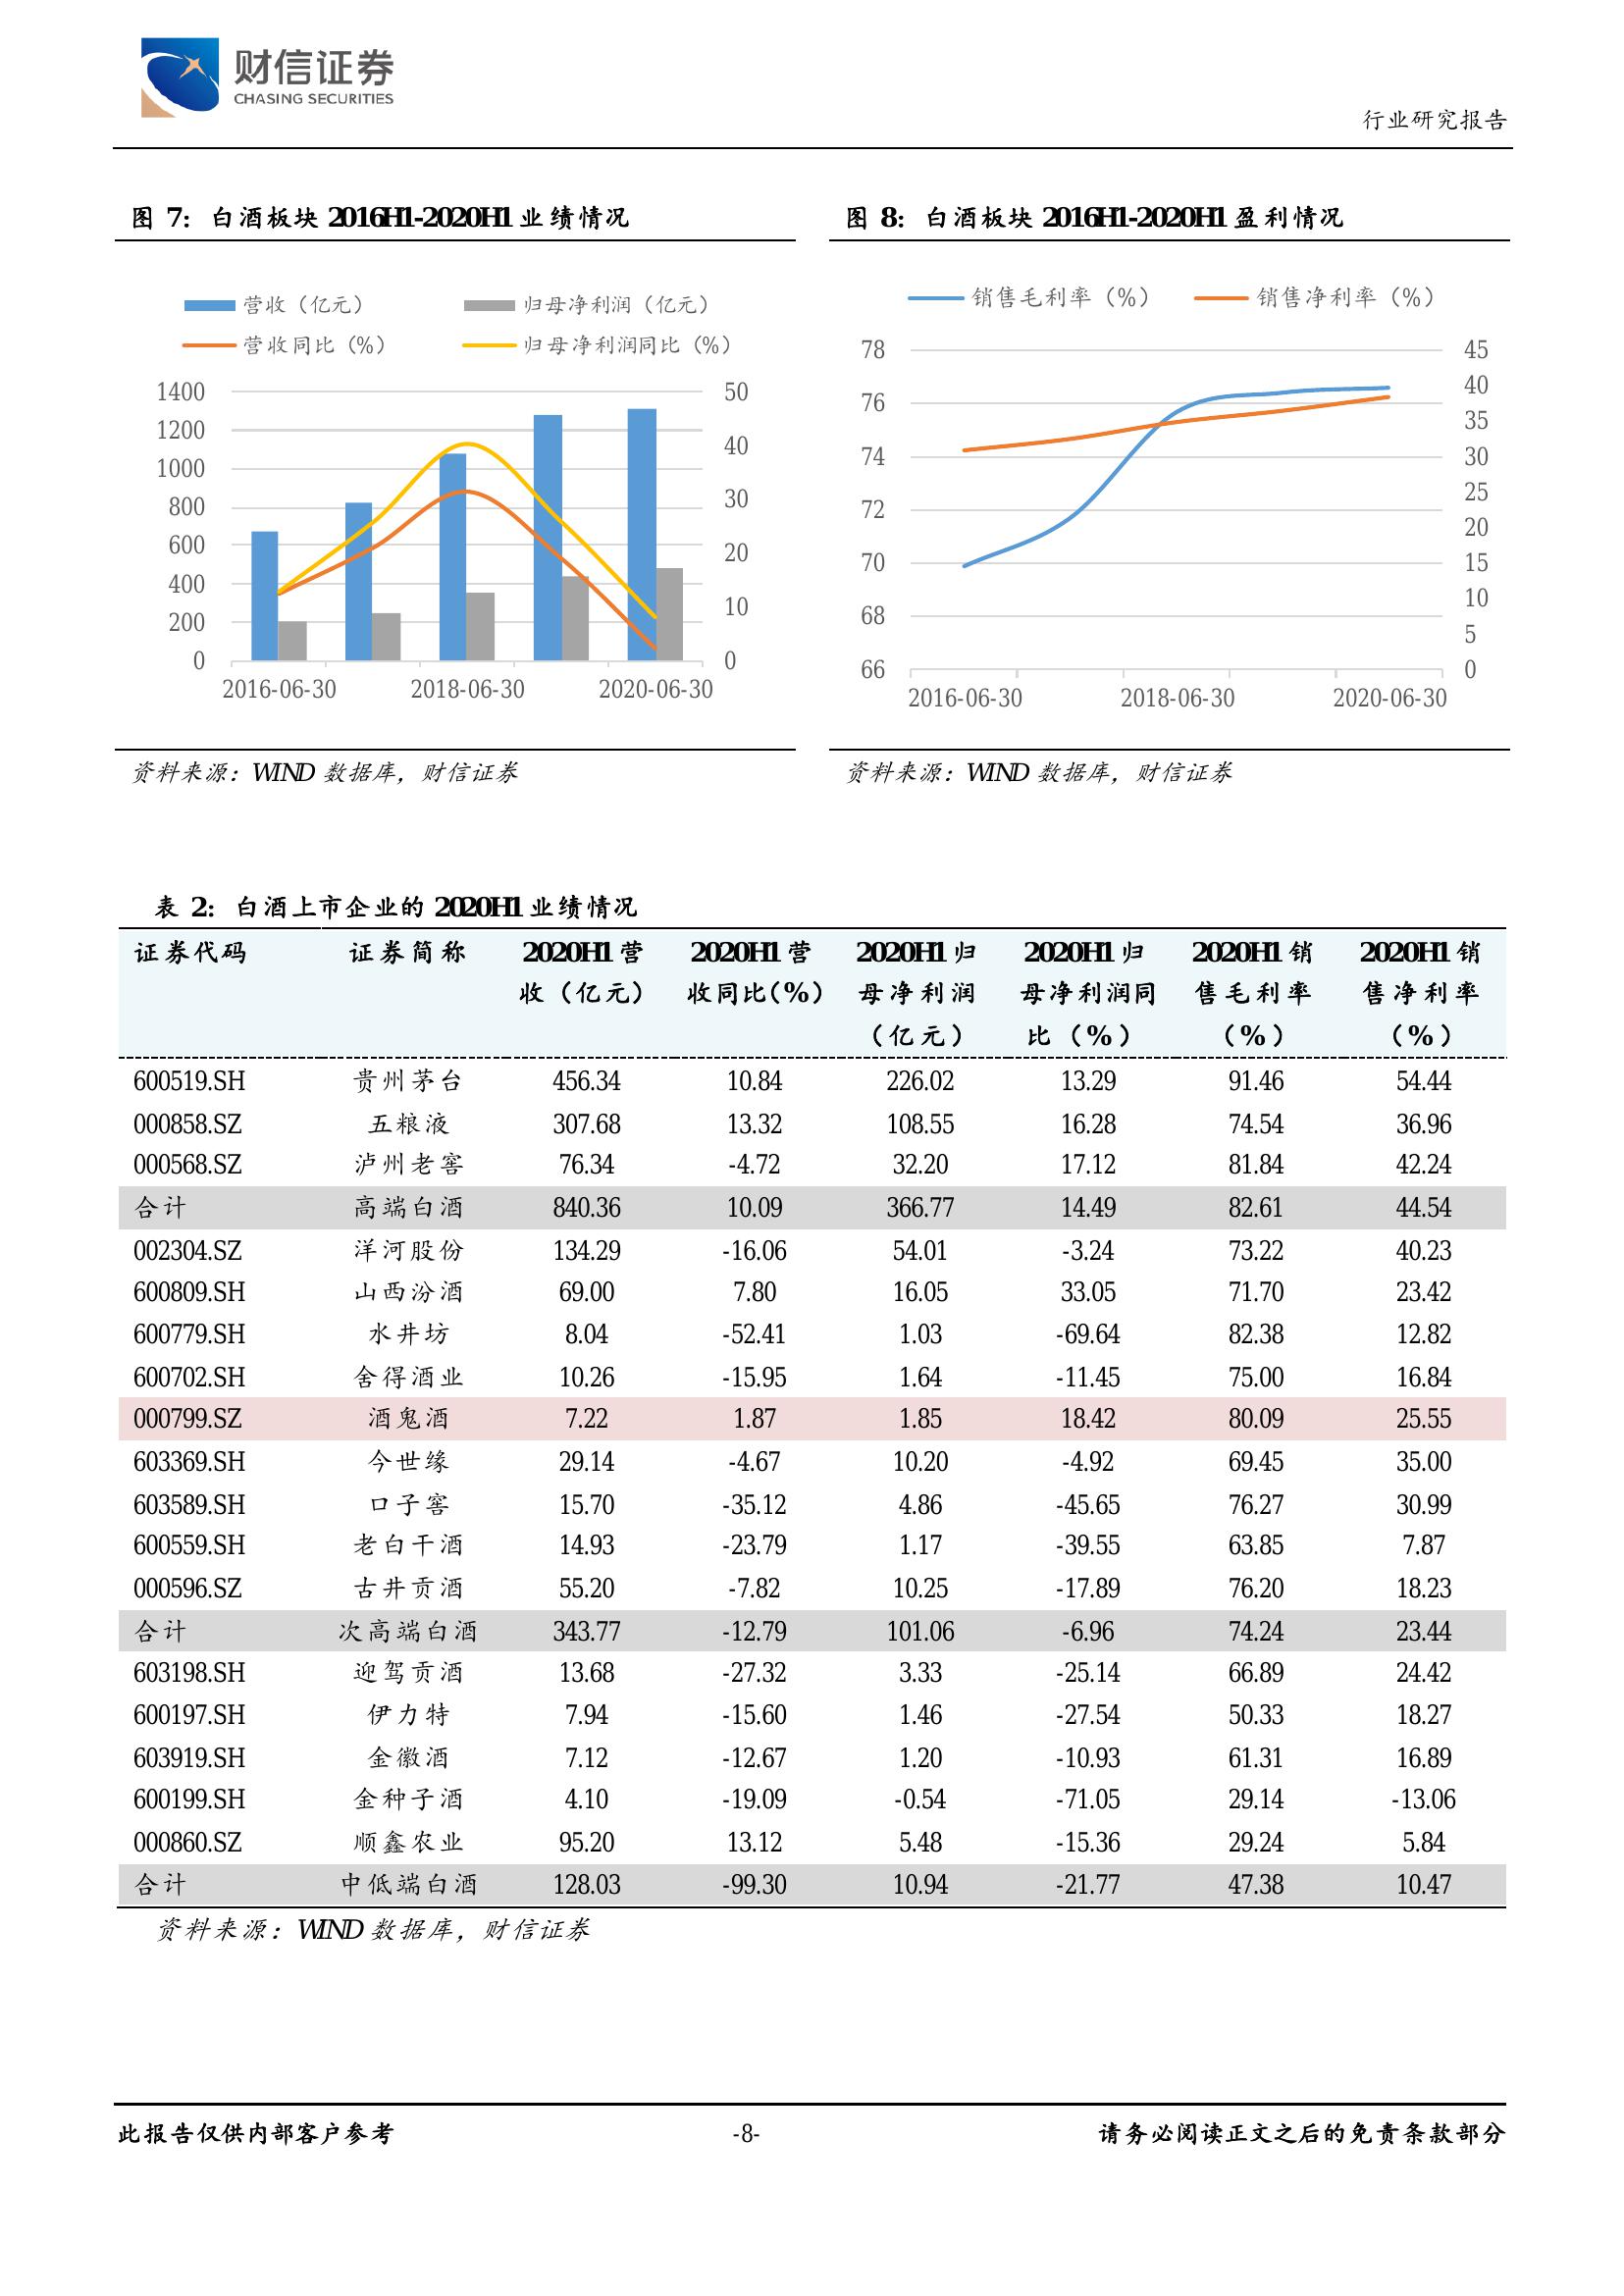 财信证券
CHASING SECURITIES
行业研究报告
图 7：白酒板块 2016H1-2020H1 业绩情况
营收（亿元）
归母净利润（亿元）
营收同比（%）
归母净利润同比（%）
1400
1200
1000
800
600
400
200
0
50
40
30
20
10
0
2016-06-30 2018-06-30 2020-06-30
资料来源：WIND 数据库，财信证券
图 8：白酒板块 2016H1-2020H1 盈利情况
销售毛利率（%） 销售净利率（%）
78
76
74
72
70
68
66
45
40
35
30
25
20
15
10
5
0
2016-06-30 2018-06-30 2020-06-30
资料来源：WIND 数据库，财信证券
表 2：白酒上市企业的 2020H1 业绩情况
证券代码 证券简称 2020H1 营 2020H1 营 2020H1 归 2020H1 归 2020H1 销 2020H1 销
收（亿元） 收同比(%) 母净利润 母净利润同 售毛利率 售净利率
（亿元） 比（%） （%） （%）
600519.SH 贵州茅台 456.34 10.84 226.02 13.29 91.46 54.44
000858.SZ 五粮液 307.68 13.32 108.55 16.28 74.54 36.96
000568.SZ 泸州老窖 76.34 -4.72 32.20 17.12 81.84 42.24
合计 高端白酒 840.36 10.09 366.77 14.49 82.61 44.54
002304.SZ 洋河股份 134.29 -16.06 54.01 -3.24 73.22 40.23
600809.SH 山西汾酒 69.00 7.80 16.05 33.05 71.70 23.42
600779.SH 水井坊 8.04 -52.41 1.03 -69.64 82.38 12.82
600702.SH 舍得酒业 10.26 -15.95 1.64 -11.45 75.00 16.84
000799.SZ 酒鬼酒 7.22 1.87 1.85 18.42 80.09 25.55
603369.SH 今世缘 29.14 -4.67 10.20 -4.92 69.45 35.00
603589.SH 口子窖 15.70 -35.12 4.86 -45.65 76.27 30.99
600559.SH 老白干酒 14.93 -23.79 1.17 -39.55 63.85 7.87
000596.SZ 古井贡酒 55.20 -7.82 10.25 -17.89 76.20 18.23
合计 次高端白酒 343.77 -12.79 101.06 -6.96 74.24 23.44
603198.SH 迎驾贡酒 13.68 -27.32 3.33 -25.14 66.89 24.42
600197.SH 伊力特 7.94 -15.60 1.46 -27.54 50.33 18.27
603919.SH 金徽酒 7.12 -12.67 1.20 -10.93 61.31 16.89
600199.SH 金种子酒 4.10 -19.09 -0.54 -71.05 29.14 -13.06
000860.SZ 顺鑫农业 95.20 13.12 5.48 -15.36 29.24 5.84
合计 中低端白酒 128.03 -99.30 10.94 -21.77 47.38 10.47
资料来源：WIND 数据库，财信证券
此报告仅供内部客户参考 -8- 请务必阅读正文之后的免责条款部分